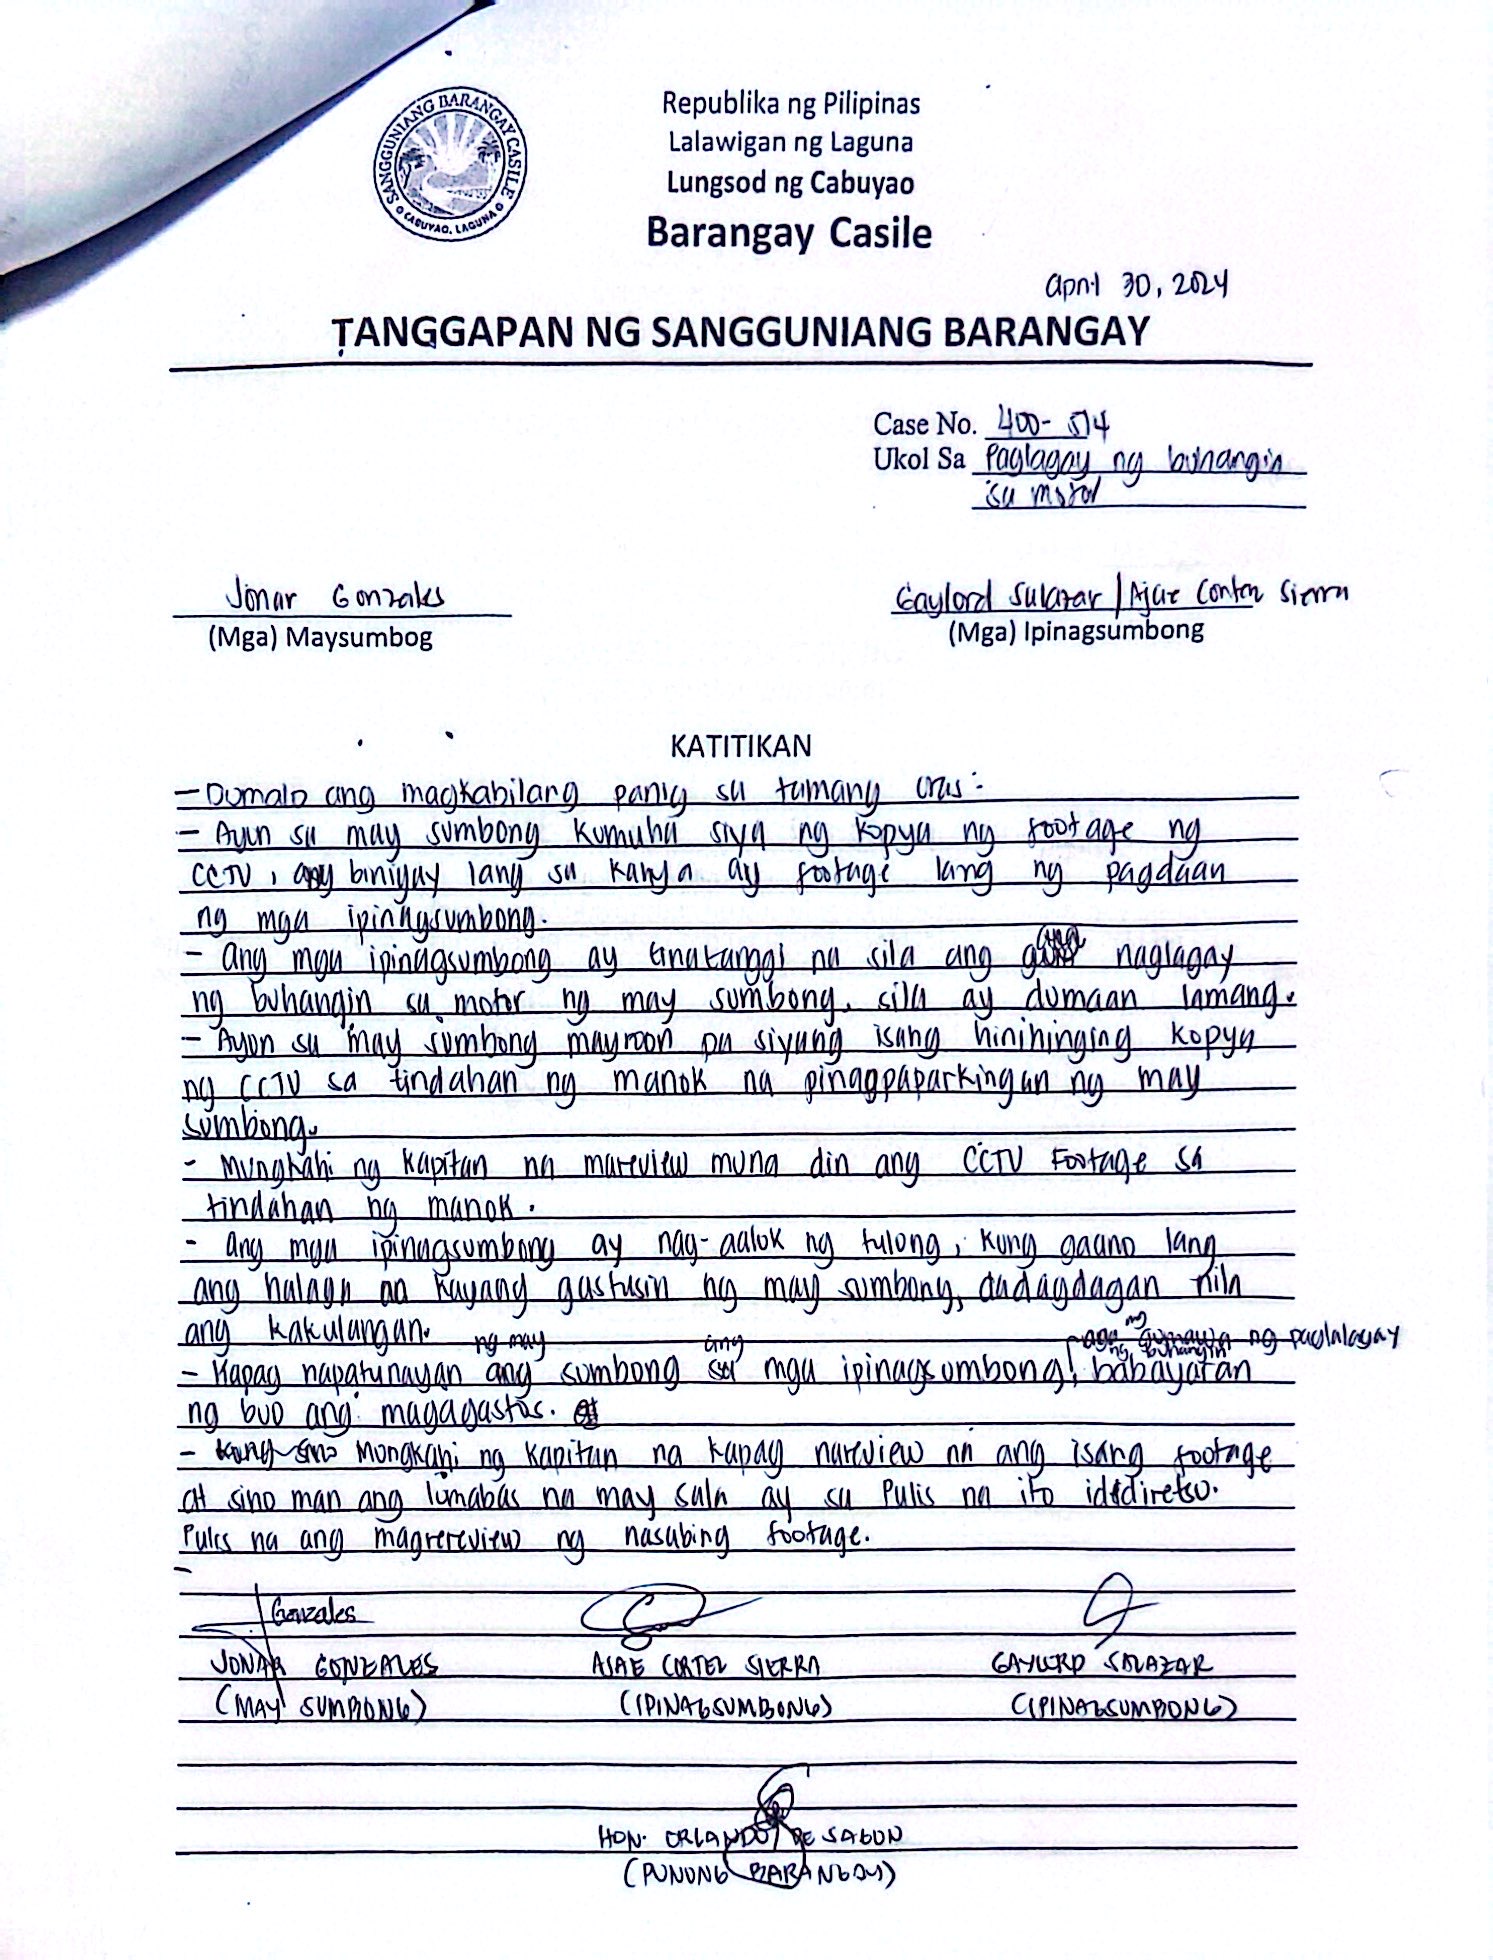 SANGGUNIANG BARANGAY CASILE
CABUYAO, LAGUNA
Republika ng Pilipinas
Lalawigan ng Laguna
Lungsod ng Cabuyao
Barangay Casile
April 30, 2024
TANGGAPAN NG SANGGUNIANG BARANGAY
Case No. 400-514
Ukol Sa Paglagay ng buhangin
sa motor
Jonar Gonzales
(Mga) Maysumbog
Gaylord Salazar / Ajae Sierra
(Mga) Ipinagsumbong
KATITIKAN
- Dumalo ang magkabilang panig sa tamang oras.
- Ayun sa may sumbong kumuha siya ng kopya ng footage ng
CCTV, ang binigay lang sa kanya ay footage lang ng pagdaan
ng mga ipinagsumbong.
- Ang mga ipinagsumbong ay tinatanggi na sila ang naglagay
ng buhangin sa motor ng may sumbong, sila ay dumaan lamang.
- Ayon sa may sumbong mayroon pa siyang isang hinihinging kopya
ng CCTV sa tindahan ng manok na pinagpaparkingan ng may
sumbong.
- Mungkahi ng kapitan na mareview muna din ang CCTV Footage sa
tindahan ng manok.
- ang mga ipinagsumbong ay nag-aalok ng tulong, kung gaano lang
ang halaga na kayang gastusin ng may sumbong, dadagdagan nila
ang kakulangan.
ng may ang ang gumawa ng paglalagay
ng buhangin
- Kapag napatunayan ang sumbong mga ipinagsumbong, babayaran
ng buo ang magagastos.
- kung sino Mungkahi ng kapitan na kapag nareview na ang isang footage
at sino man ang lumabas na may sala ay sa Pulis na ito ididiretso.
Pulis na ang magrereview ng nasabing footage.
-
Gonzales
JONAR GONZALES AJAE CORTEZ SIERRA GAYLORD SALAZAR
(MAY SUMBONG) (IPINAGSUMBONG) (IPINAGSUMBONG)
HON. ORLANDO DE SAGUN
(PUNONG BARANGAY)